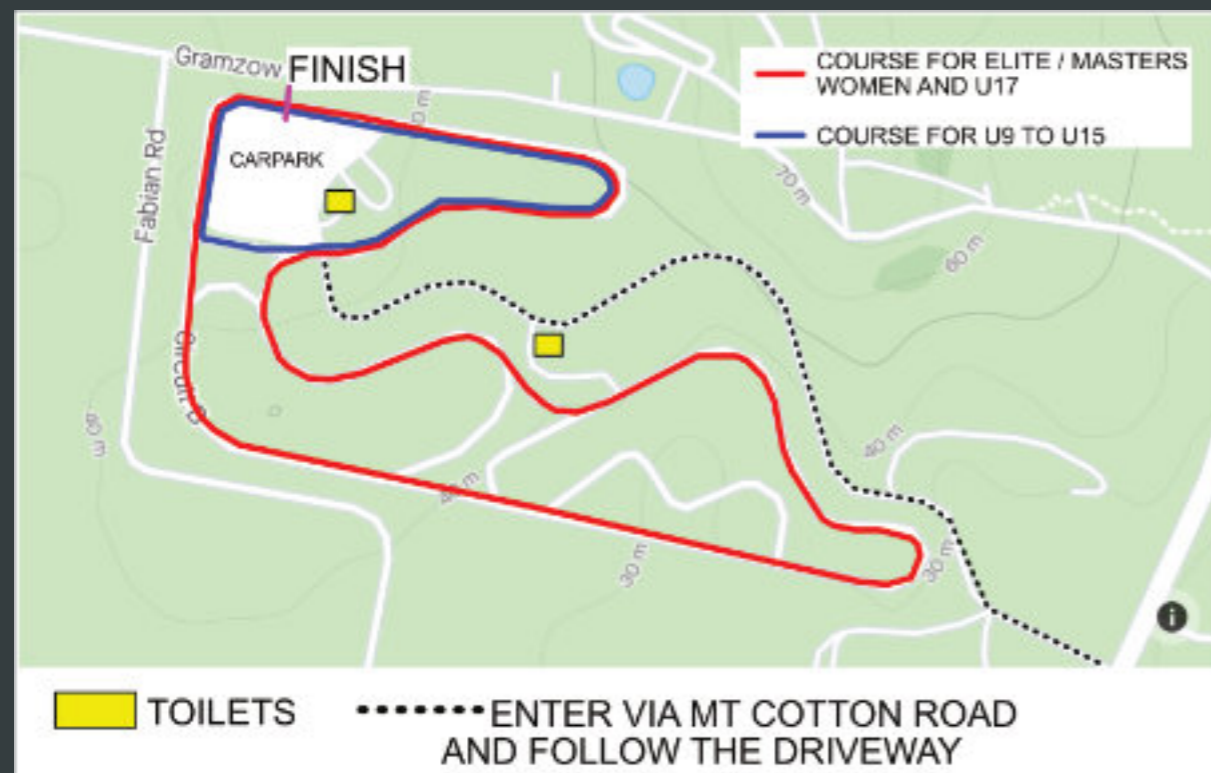 Gramzow
FINISH
COURSE FOR ELITE / MASTERS
WOMEN AND U17
COURSE FOR U9 TO U15
CARPARK
Fabian Rd
70 m
60 m
40 m
40 m
30 m
30 m
TOILETS
ENTER VIA MT COTTON ROAD
AND FOLLOW THE DRIVEWAY